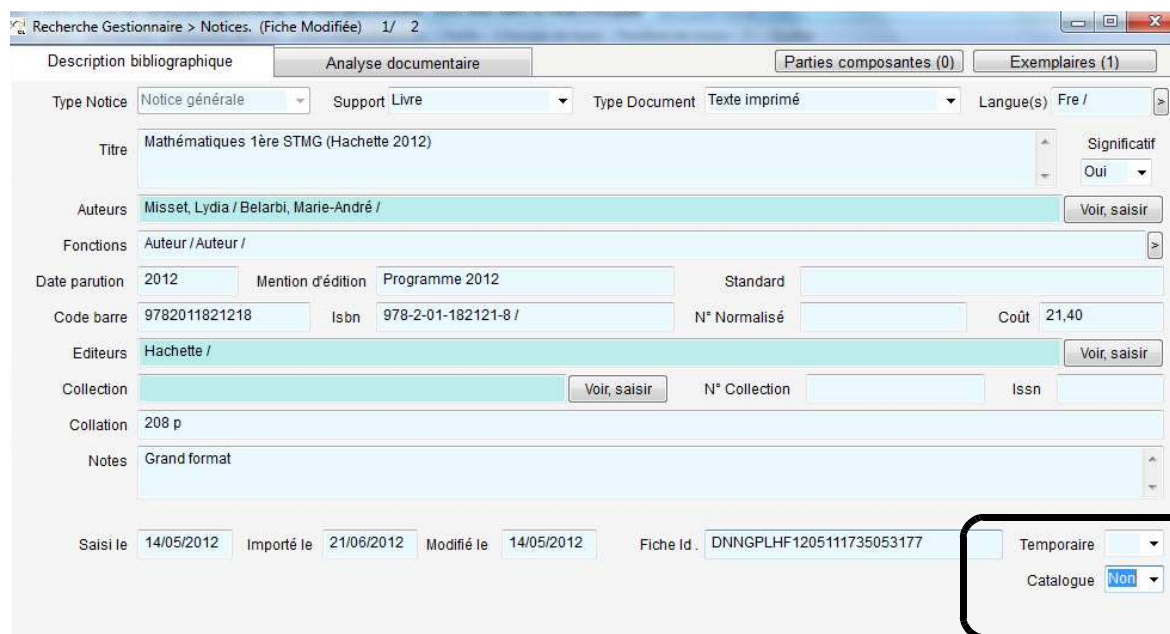 Recherche Gestionnaire > Notices. (Fiche Modifiée) 1/ 2
Description bibliographique Analyse documentaire Parties composantes (0) Exemplaires (1)
Type Notice Notice générale Support Livre Type Document Texte imprimé Langue(s) Fre / >
Titre Mathématiques 1ère STMG (Hachette 2012) Significatif
Oui
Auteurs Misset, Lydia / Belarbi, Marie-André / Voir, saisir
Fonctions Auteur / Auteur / >
Date parution 2012 Mention d'édition Programme 2012 Standard
Code barre 9782011821218 Isbn 978-2-01-182121-8 / N° Normalisé Coût 21,40
Editeurs Hachette / Voir, saisir
Collection Voir, saisir N° Collection Issn
Collation 208 p
Notes Grand format
Saisi le 14/05/2012 Importé le 21/06/2012 Modifié le 14/05/2012 Fiche Id . DNNGPLHF1205111735053177 Temporaire
Catalogue Non